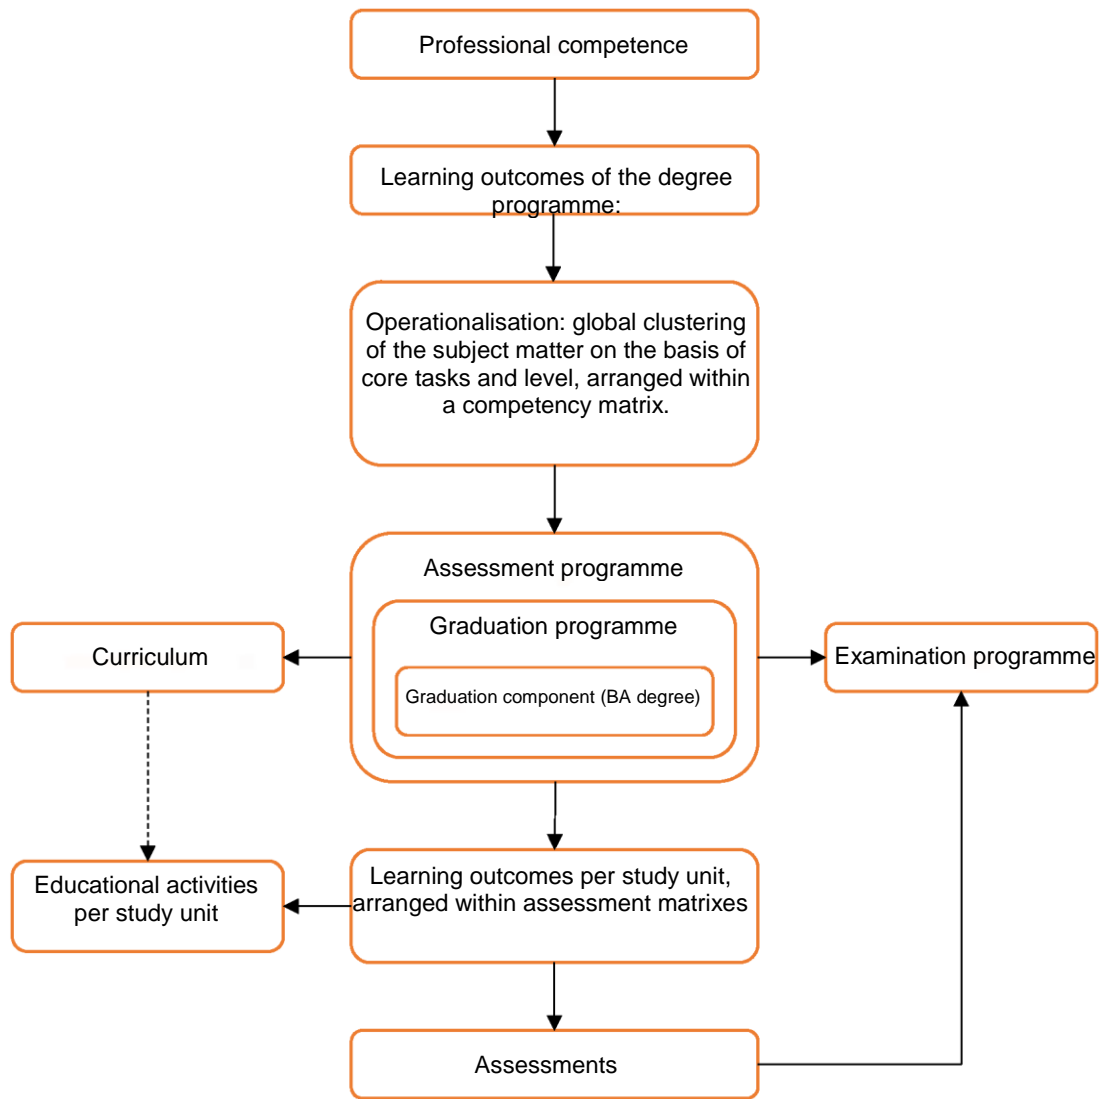 Professional competence
Learning outcomes of the degree
programme:
Operationalisation: global clustering
of the subject matter on the basis of
core tasks and level, arranged within
a competency matrix.
Assessment programme
Graduation programme
Graduation component (BA degree)
Curriculum
Examination programme
Educational activities
per study unit
Learning outcomes per study unit,
arranged within assessment matrixes
Assessments